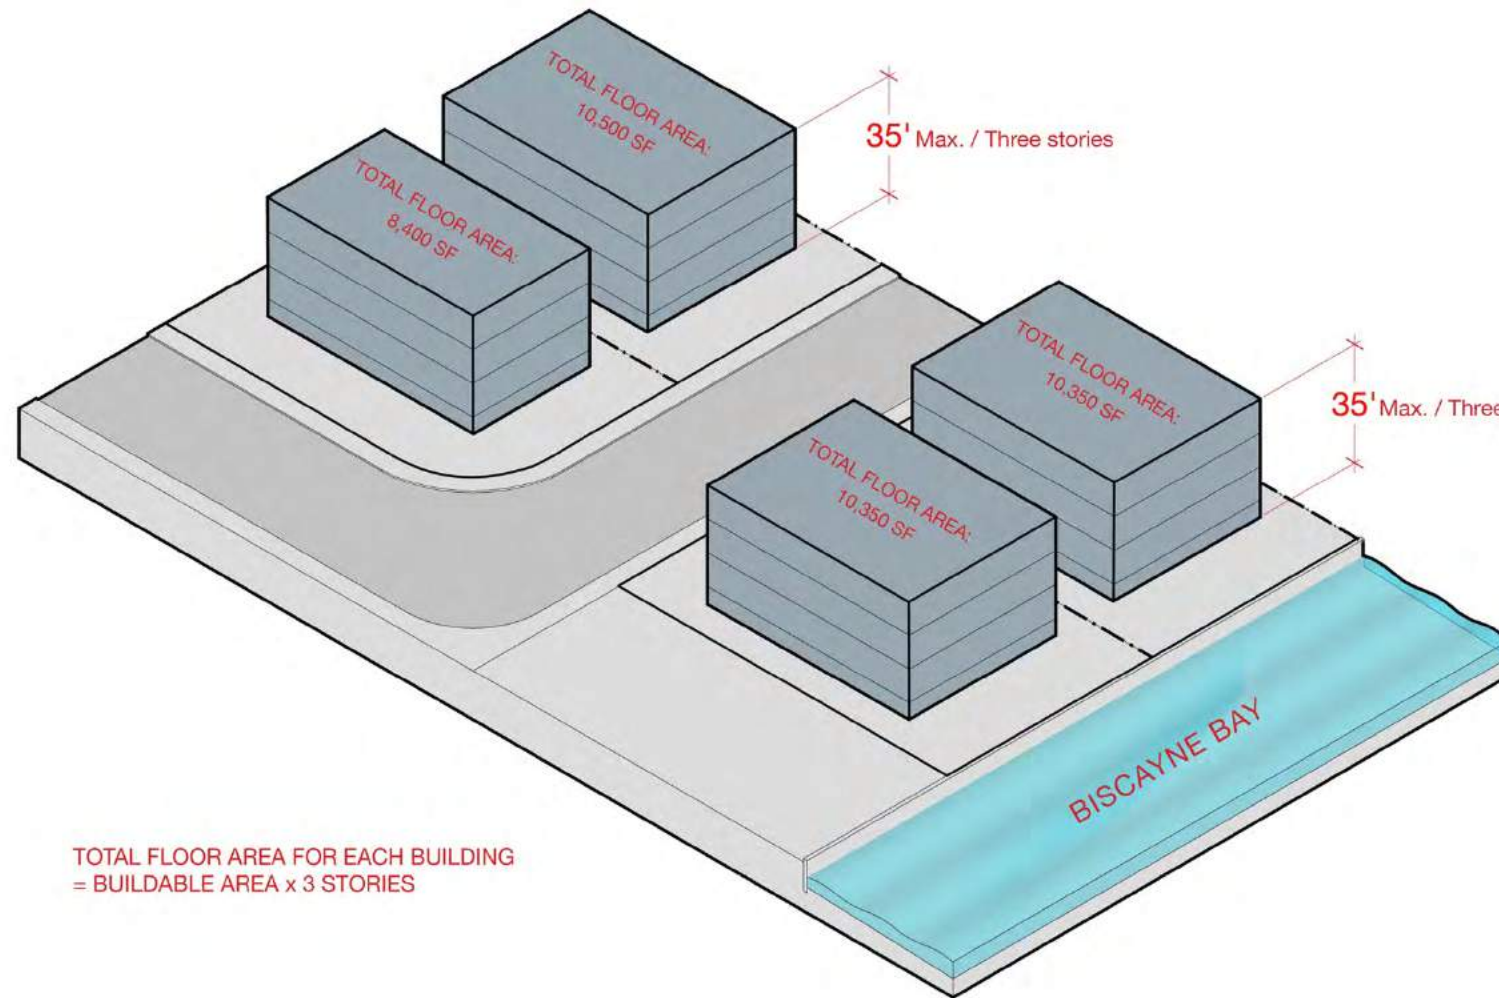 TOTAL FLOOR AREA:
10,500 SF
35' Max. / Three stories
TOTAL FLOOR AREA:
8,400 SF
TOTAL FLOOR AREA:
10,350 SF
35' Max. / Three
TOTAL FLOOR AREA:
10,350 SF
BISCAYNE BAY
TOTAL FLOOR AREA FOR EACH BUILDING
= BUILDABLE AREA x 3 STORIES